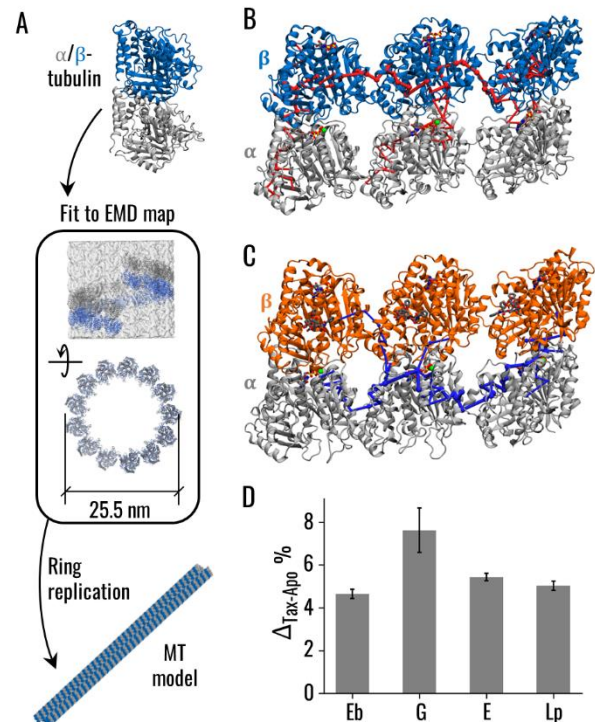 A
α/β-
tubulin
Fit to EMD map
25.5 nm
Ring
replication
MT
model
B
β
α
C
β
α
D
Δ Tax-Apo %
8
6
4
2
0
Eb
G
E
Lp